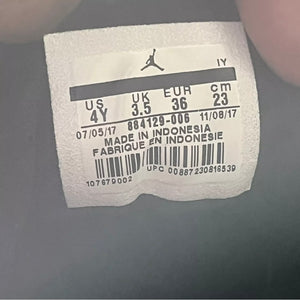 IY
US UK EUR cm
4Y 3.5 36 23
07/05/17 11/08/17
884129-006
MADE IN INDONESIA
FABRIQUE EN INDONESIE
107879002 UPC 00887230816539